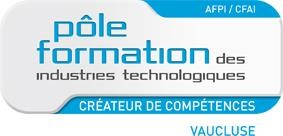 AFPI / CFAI
pôle
formation des
industries technologiques
CRÉATEUR DE COMPÉTENCES
VAUCLUSE